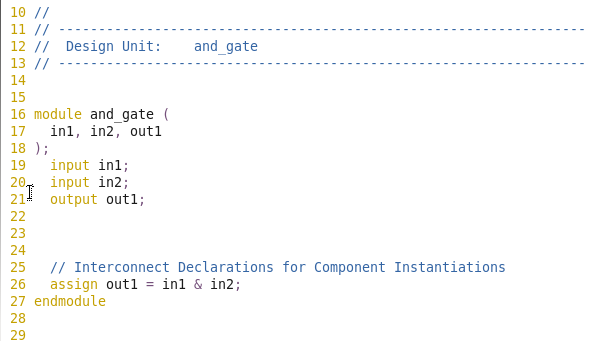 10 //
11 // ------------------------------------------------------------------
12 //  Design Unit:    and_gate
13 // ------------------------------------------------------------------
14
15
16 module and_gate (
17   in1, in2, out1
18 );
19   input in1;
20   input in2;
21   output out1;
22
23
24
25   // Interconnect Declarations for Component Instantiations
26   assign out1 = in1 & in2;
27 endmodule
28
29